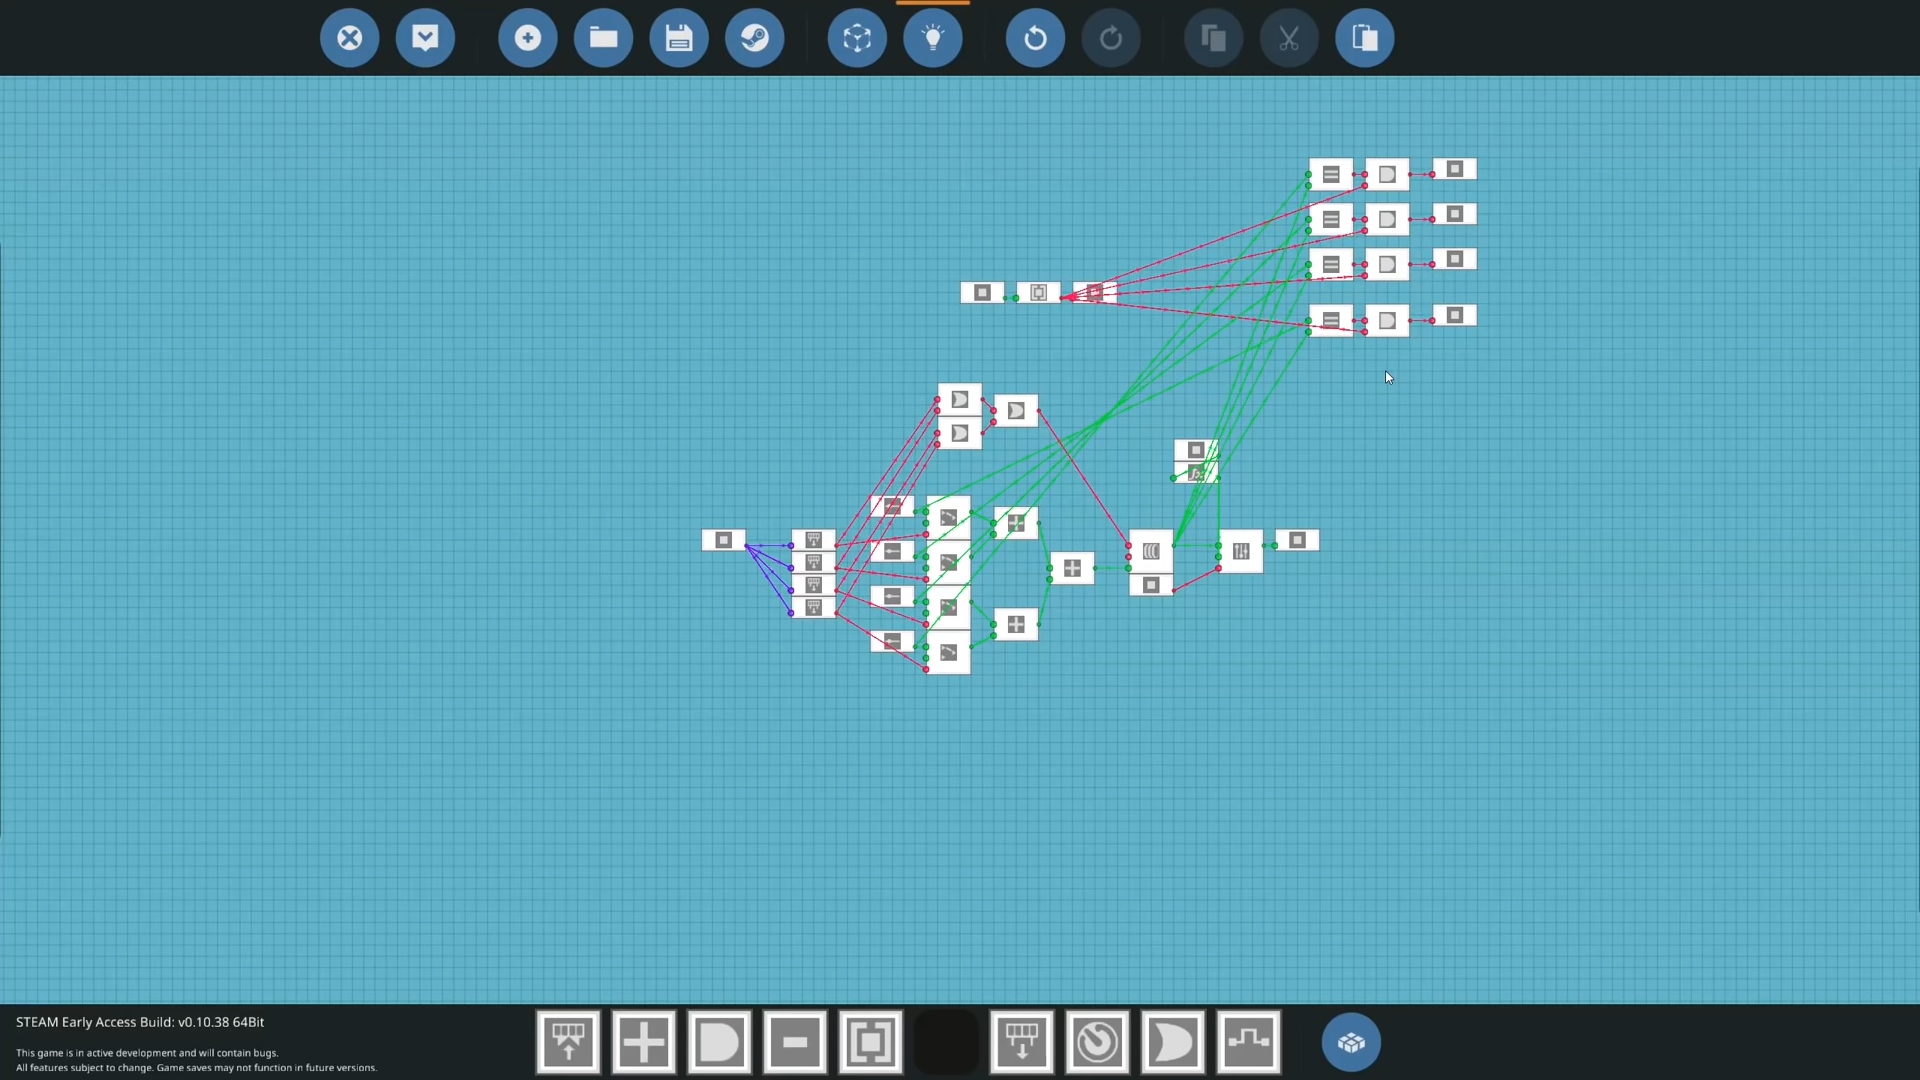 STEAM Early Access Build: v0.10.38 64Bit
This game is in active development and will contain bugs.
All features subject to change. Game saves may not function in future versions.